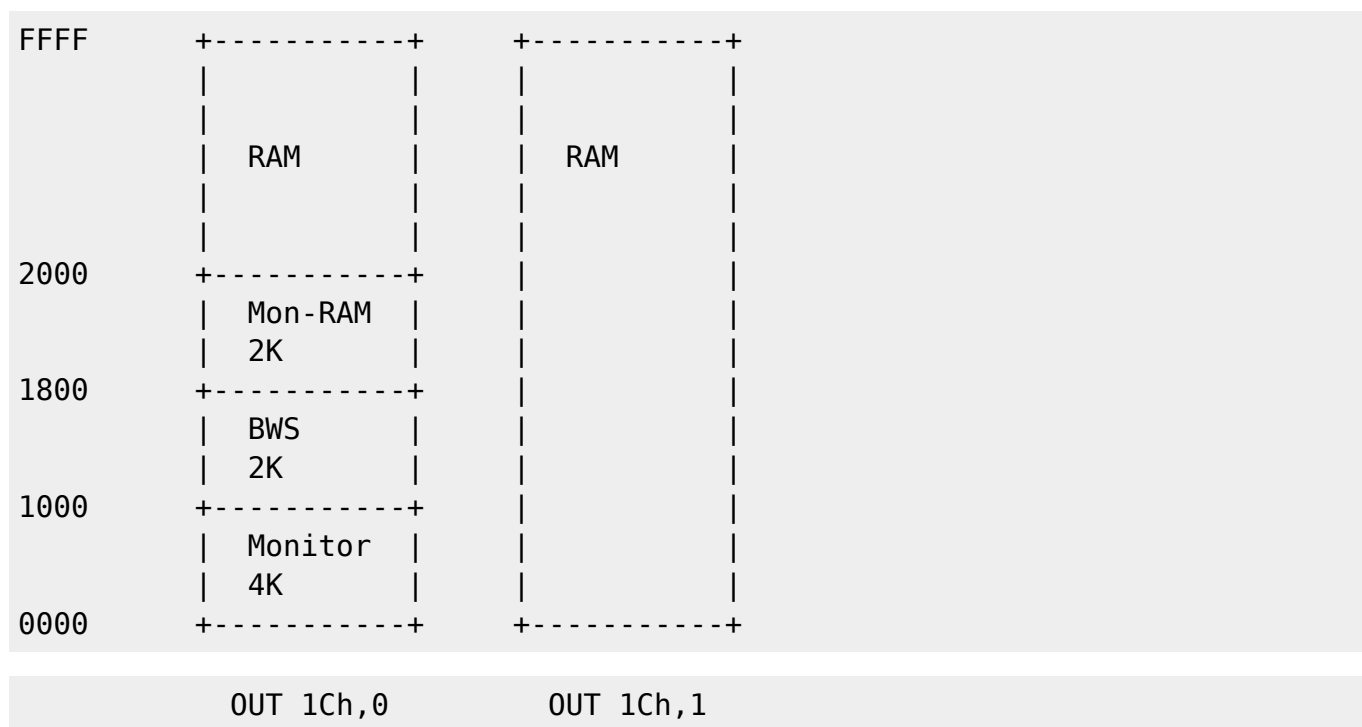 FFFF        +-----------+     +-----------+
            |           |     |           |
            |           |     |           |
            |  RAM      |     |  RAM      |
            |           |     |           |
            |           |     |           |
2000        +-----------+     |           |
            |  Mon-RAM  |     |           |
            |  2K       |     |           |
1800        +-----------+     |           |
            |  BWS      |     |           |
            |  2K       |     |           |
1000        +-----------+     |           |
            |  Monitor  |     |           |
            |  4K       |     |           |
0000        +-----------+     +-----------+
OUT 1Ch,0         OUT 1Ch,1